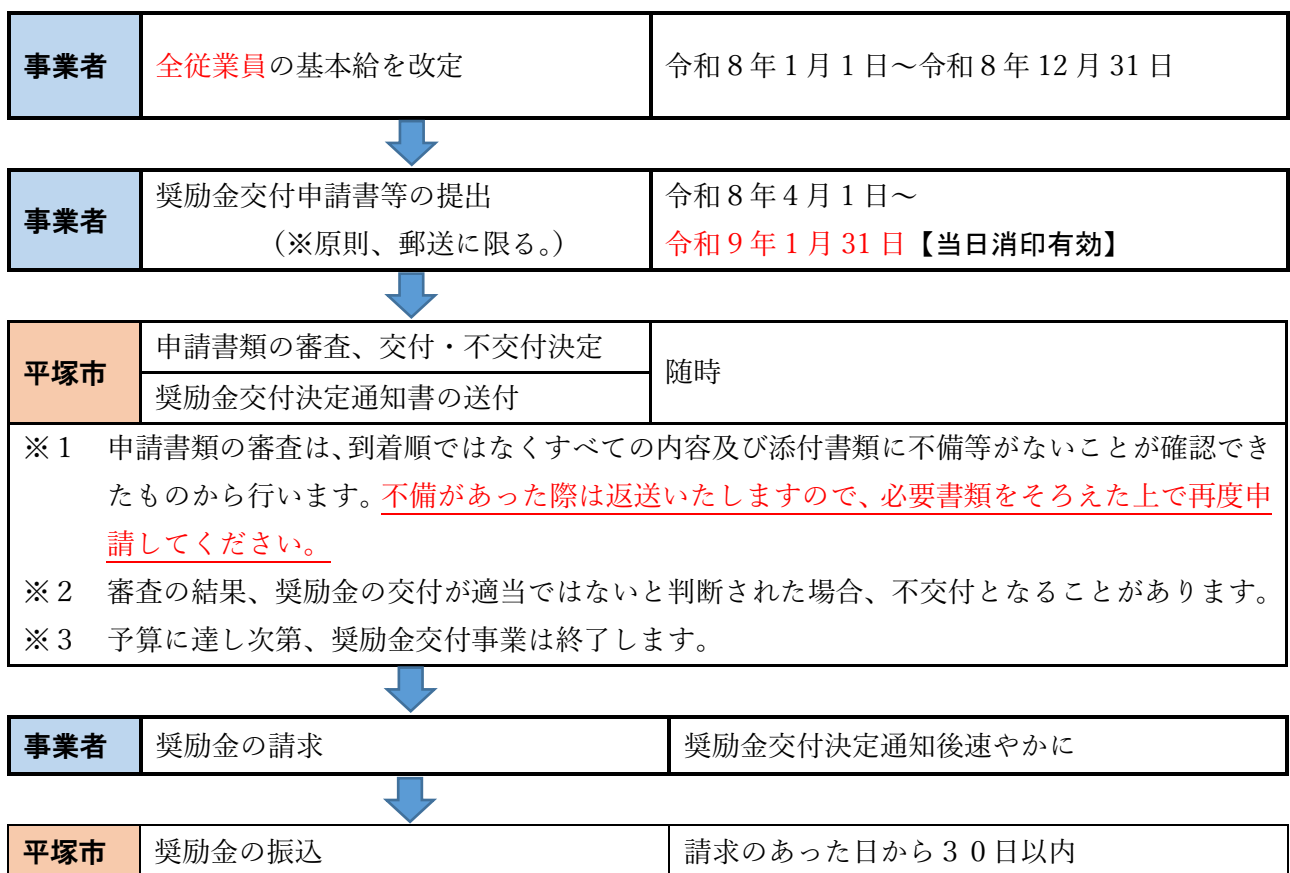 事業者 全従業員の基本給を改定 令和8年1月1日~令和8年12月31日
事業者 奨励金交付申請書等の提出 令和8年4月1日~
(※原則、郵送に限る。) 令和9年1月31日【当日消印有効】
平塚市 申請書類の審査、交付・不交付決定 随時
奨励金交付決定通知書の送付
※1 申請書類の審査は、到着順ではなくすべての内容及び添付書類に不備等がないことが確認でき
たものから行います。不備があった際は返送いたしますので、必要書類をそろえた上で再度申
請してください。
※2 審査の結果、奨励金の交付が適当ではないと判断された場合、不交付となることがあります。
※3 予算に達し次第、奨励金交付事業は終了します。
事業者 奨励金の請求 奨励金交付決定通知後速やかに
平塚市 奨励金の振込 請求のあった日から30日以内